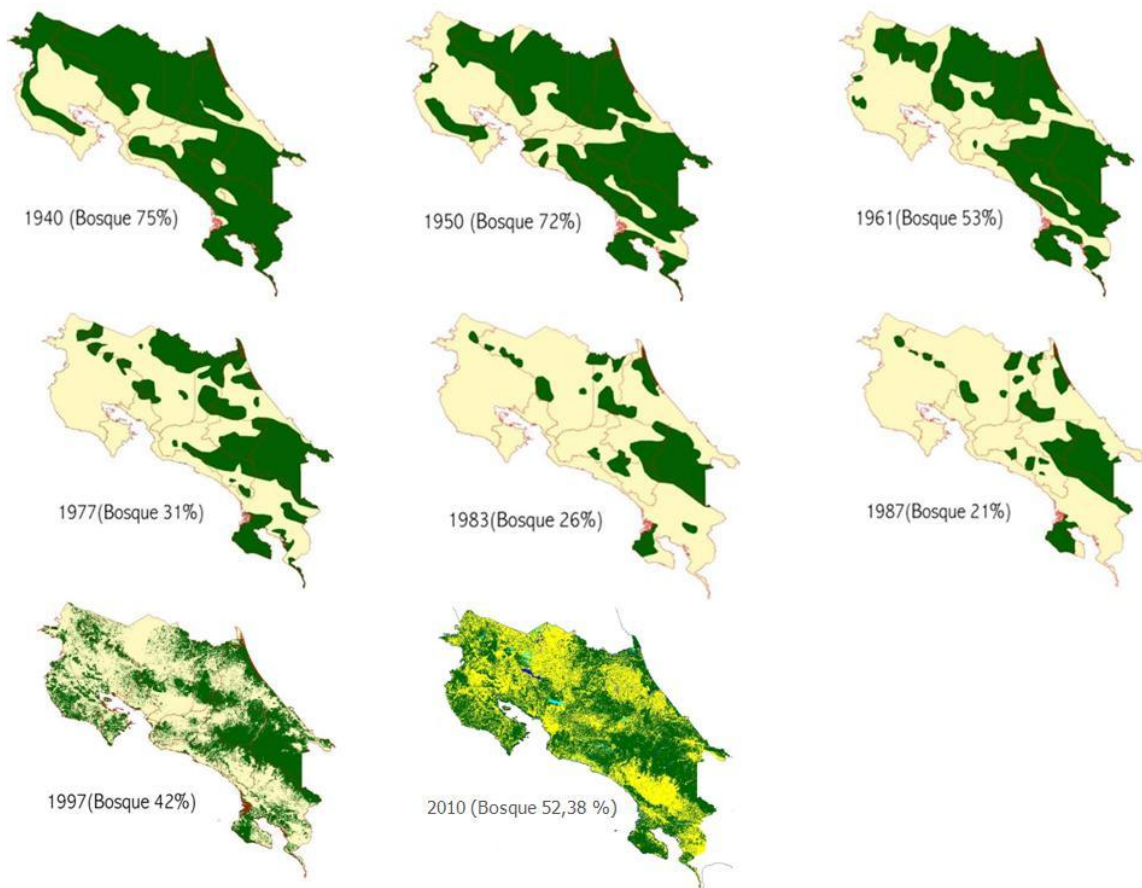 1940 (Bosque 75%)
1950 (Bosque 72%)
1961(Bosque 53%)
1977(Bosque 31%)
1983(Bosque 26%)
1987(Bosque 21%)
1997(Bosque 42%)
2010 (Bosque 52,38 %)